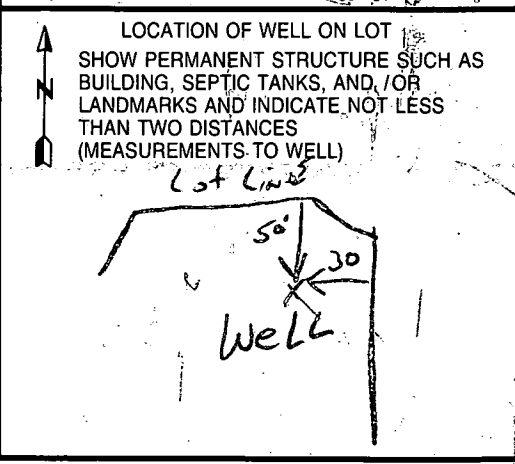 LOCATION OF WELL ON LOT
SHOW PERMANENT STRUCTURE SUCH AS
N BUILDING, SEPTIC TANKS, AND /OR
LANDMARKS AND INDICATE NOT LESS
THAN TWO DISTANCES
(MEASUREMENTS TO WELL)
Lot Line
50'
30
Well